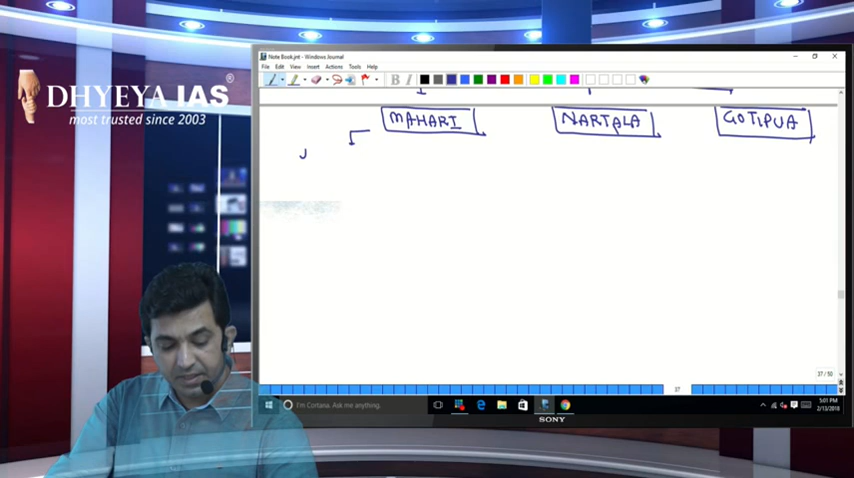 DHYEYA IAS®
most trusted since 2003
Note Book.jnt - Windows Journal
File Edit View Insert Actions Tools Help
B I
MAHARI NARTALA GOTIPUA
37 / 50
37
I'm Cortana. Ask me anything.
5:01 PM
2/13/2018
SONY